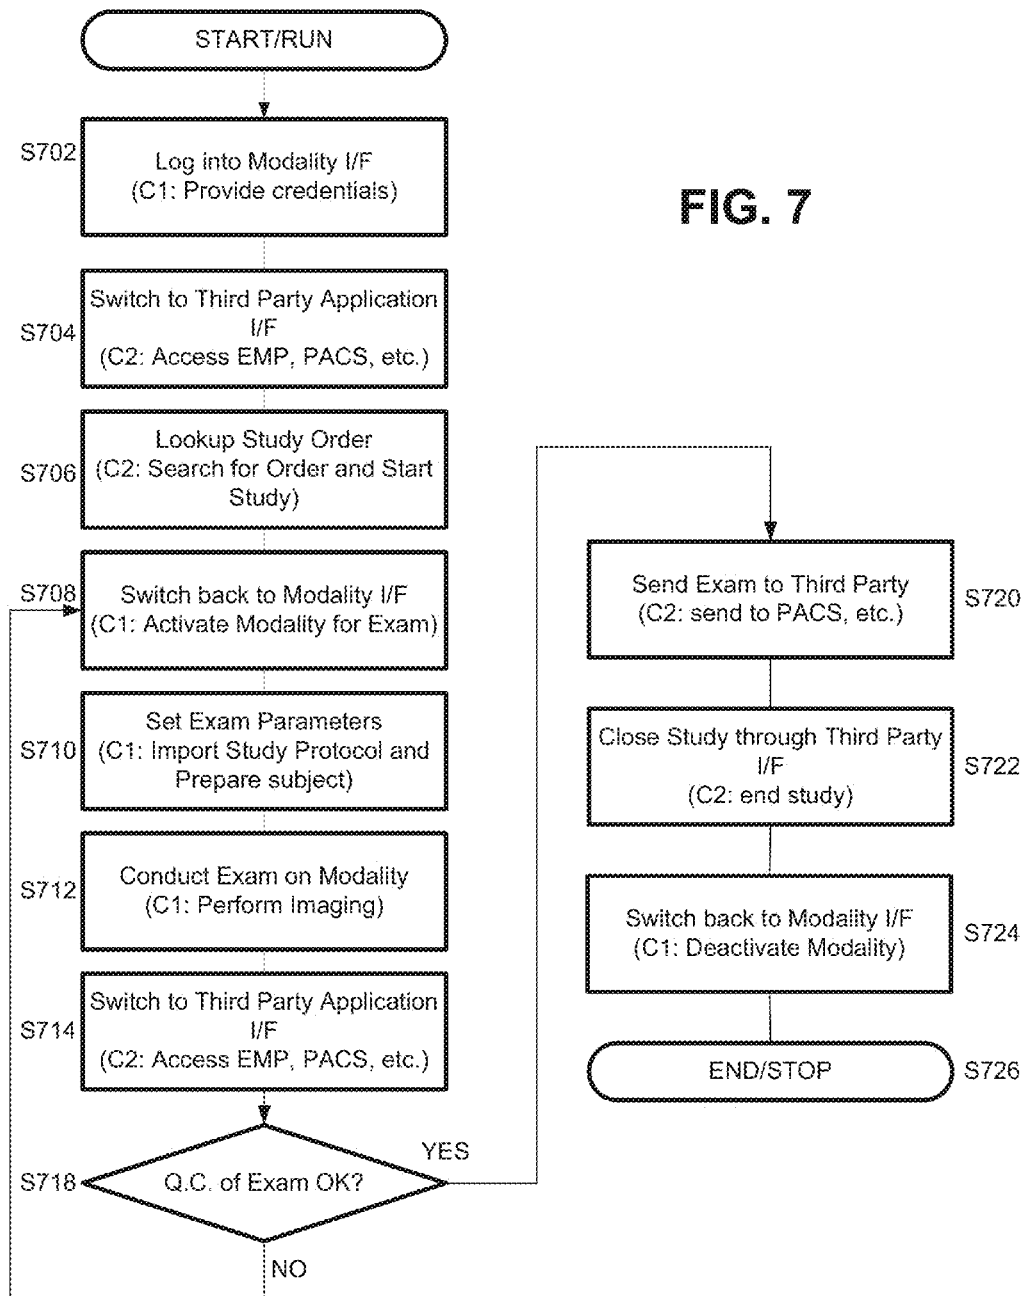 START/RUN
S702
Log into Modality I/F
(C1: Provide credentials)
FIG. 7
Switch to Third Party Application
I/F
S704
(C2: Access EMP, PACS, etc.)
Lookup Study Order
S706
(C2: Search for Order and Start
Study)
S708
Switch back to Modality I/F
(C1: Activate Modality for Exam)
Set Exam Parameters
S710
(C1: Import Study Protocol and
Prepare subject)
Conduct Exam on Modality
S712
(C1: Perform Imaging)
Switch to Third Party Application
I/F
S714
(C2: Access EMP, PACS, etc.)
YES
S718
Q.C. of Exam OK?
NO
Send Exam to Third Party
(C2: send to PACS, etc.)
S720
Close Study through Third Party
I/F
(C2: end study)
S722
Switch back to Modality I/F
(C1: Deactivate Modality)
S724
END/STOP
S726